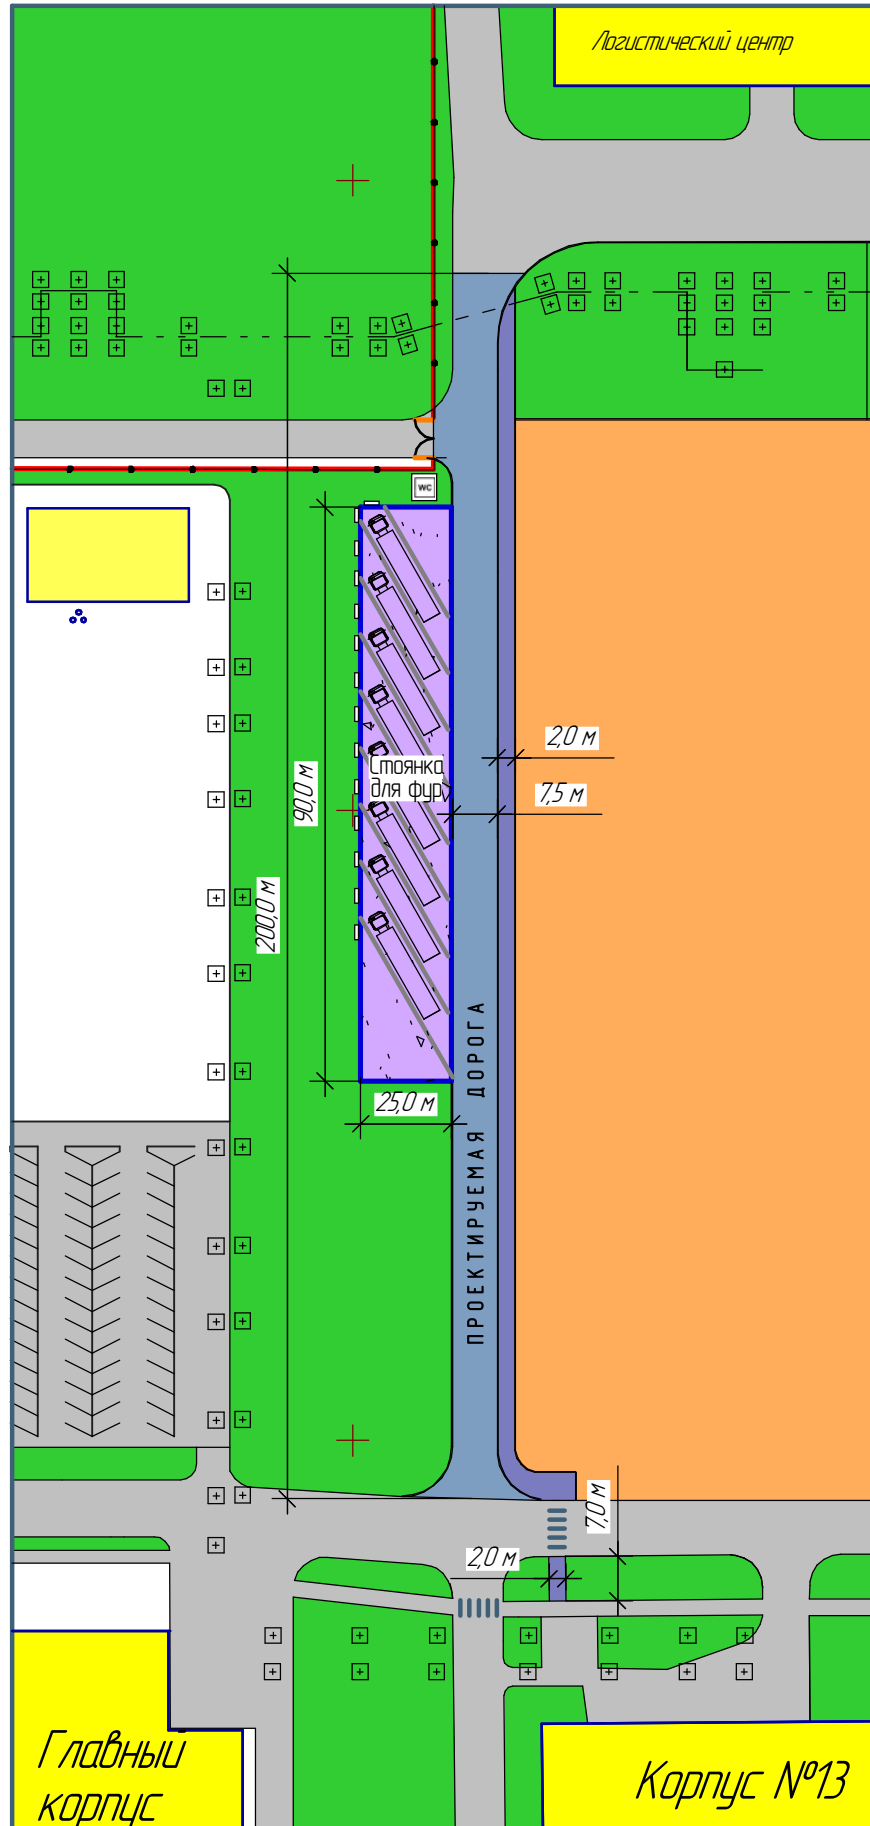 Логистический центр
WC
2,0 м
Стоянка
для фур
7,5 м
90,0 м
200,0 м
ПРОЕКТИРУЕМАЯ ДОРОГА
25,0 м
7,0 м
2,0 м
Главный
корпус
Корпус №13